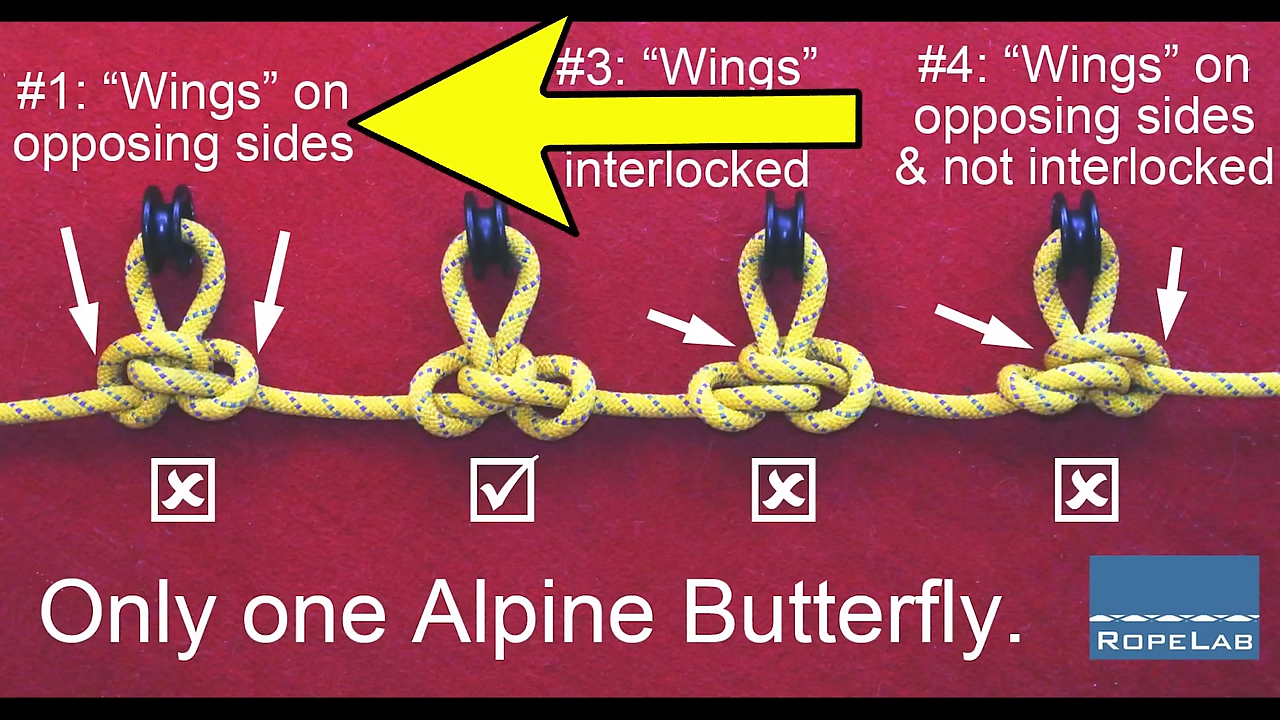 #1: “Wings” on
opposing sides
#3: “Wings”
interlocked
#4: “Wings” on
opposing sides
& not interlocked
Only one Alpine Butterfly.
ROPELAB